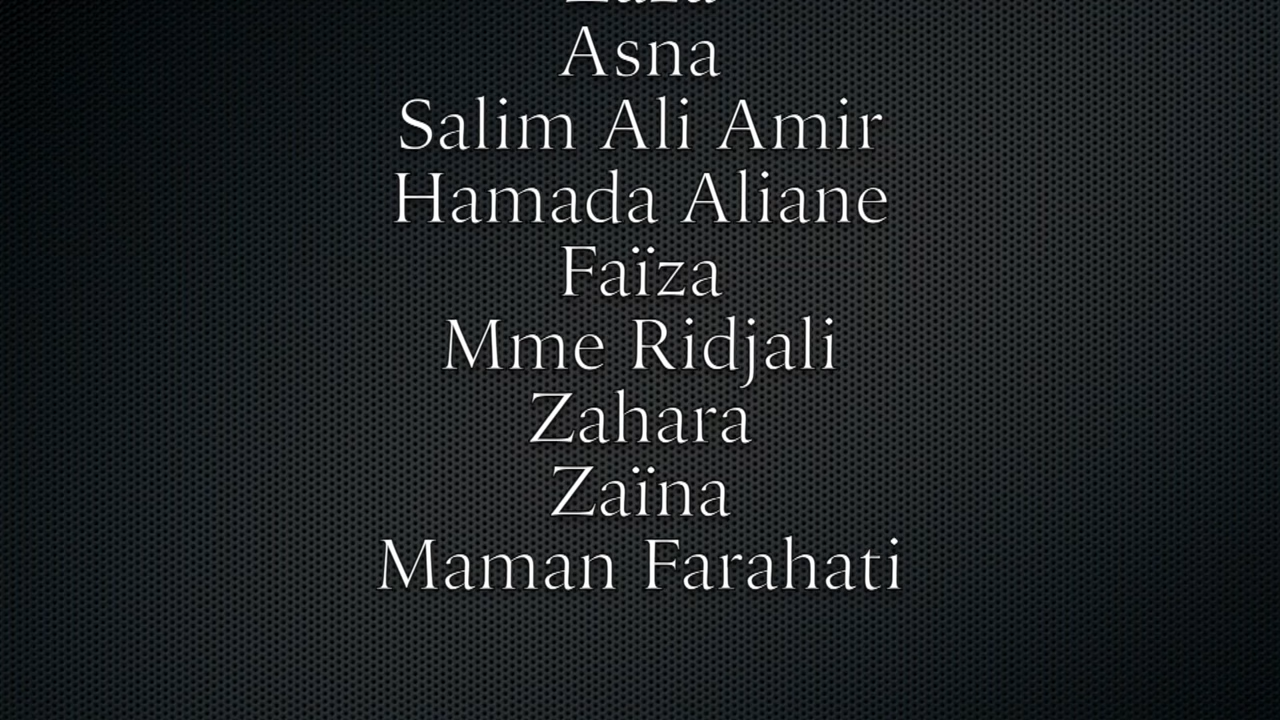 Asna
Salim Ali Amir
Hamada Aliane
Faïza
Mme Ridjali
Zahara
Zaïna
Maman Farahati